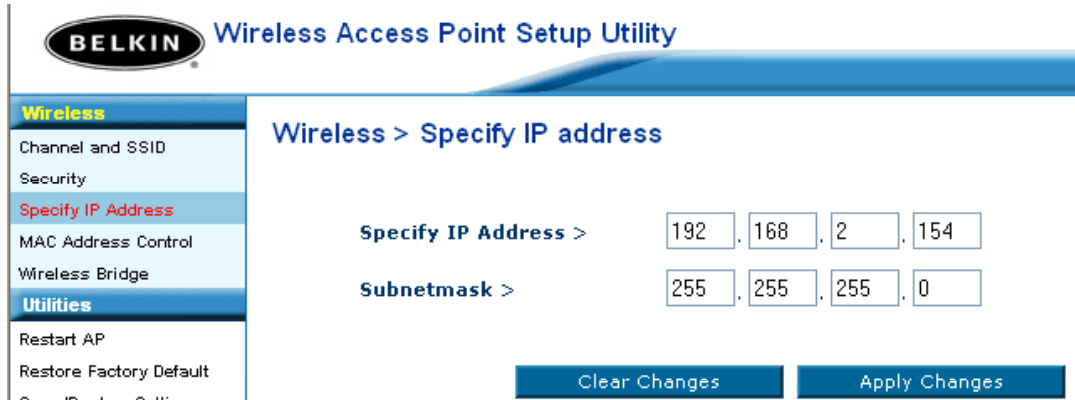 BELKIN
Wireless Access Point Setup Utility
Wireless
Channel and SSID
Security
Specify IP Address
MAC Address Control
Wireless Bridge
Utilities
Restart AP
Restore Factory Default
Wireless > Specify IP address
Specify IP Address > 192 . 168 . 2 . 154
Subnetmask > 255 . 255 . 255 . 0
Clear Changes Apply Changes